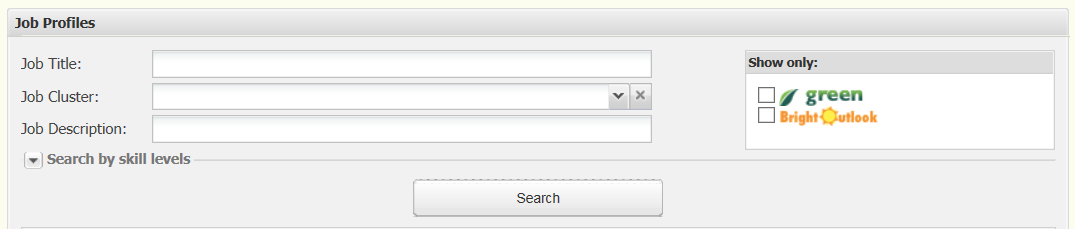 Job Profiles
Job Title:
Show only:
Job Cluster:
green
Bright Outlook
Job Description:
Search by skill levels
Search